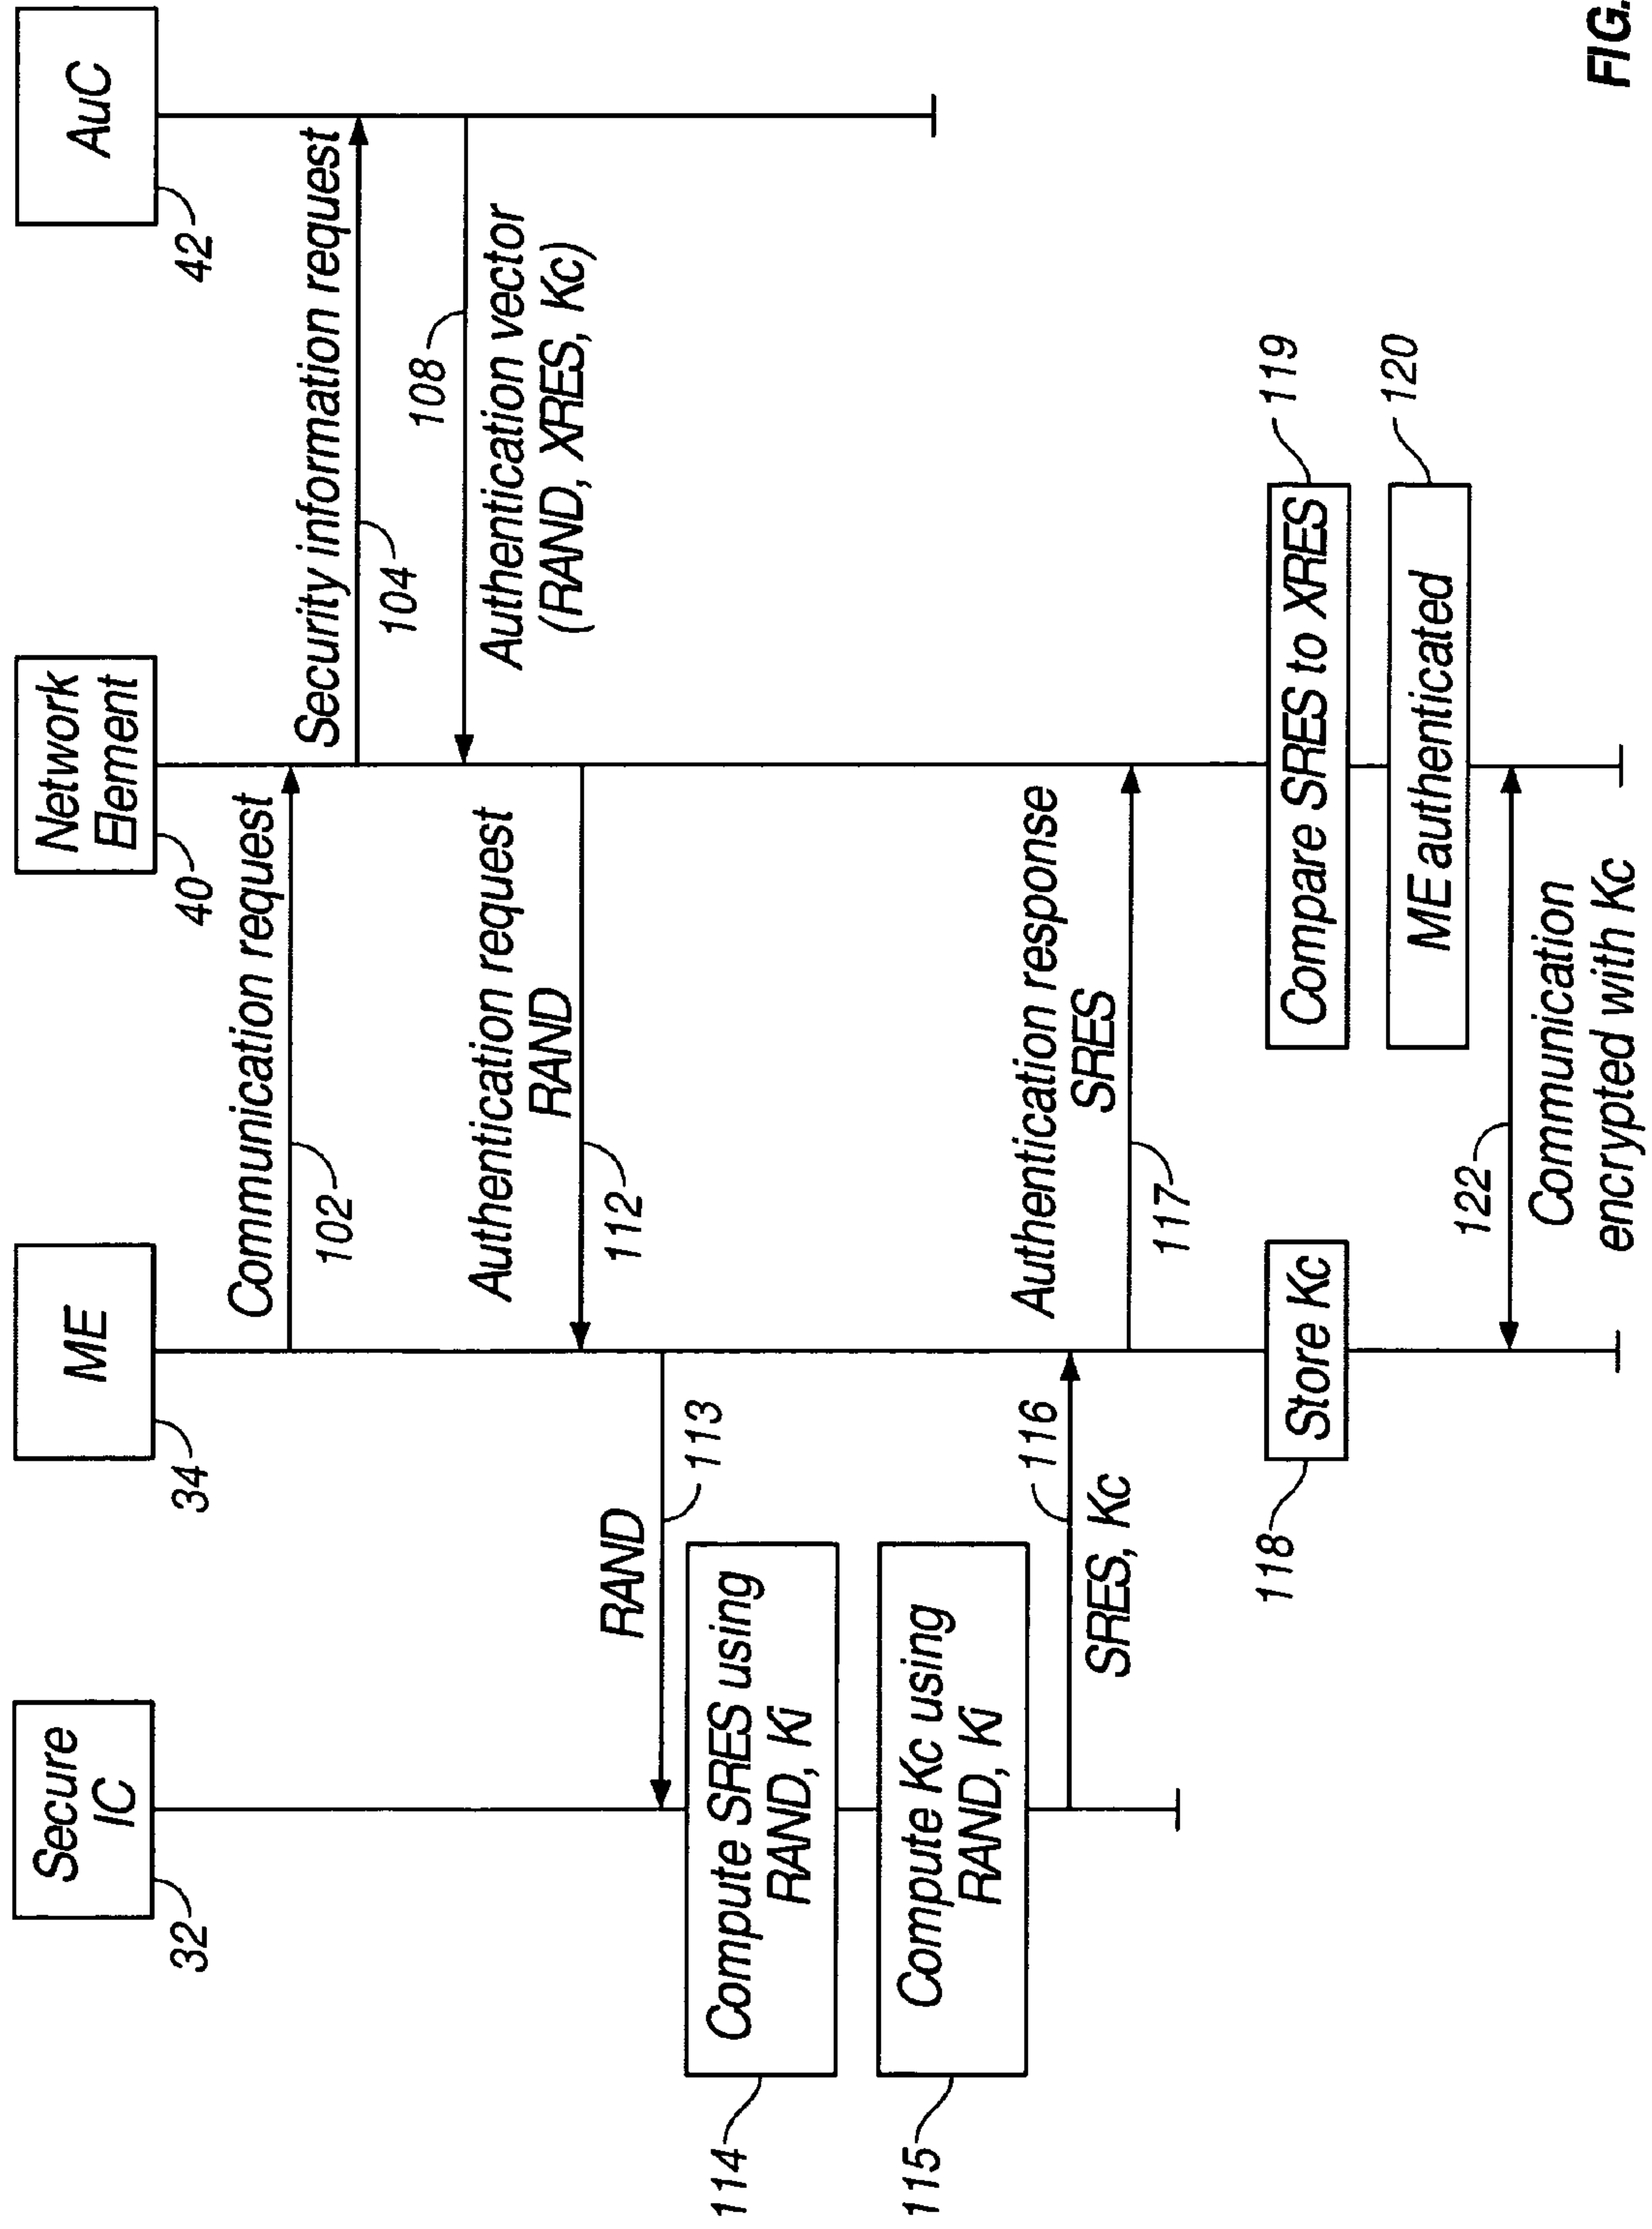 Secure
IC
32
ME
34
Network
Element
40
AuC
42
Communication request
102
Security information request
104
108
Authentication vector
(RAND, XRES, Kc)
Authentication request
RAND
112
RAND
113
114
Compute SRES using
RAND, Ki
115
Compute Kc using
RAND, Ki
116
SRES, Kc
Authentication response
SRES
117
118
Store Kc
Compare SRES to XRES
119
ME authenticated
120
122
Communication
encrypted with Kc
FIG.